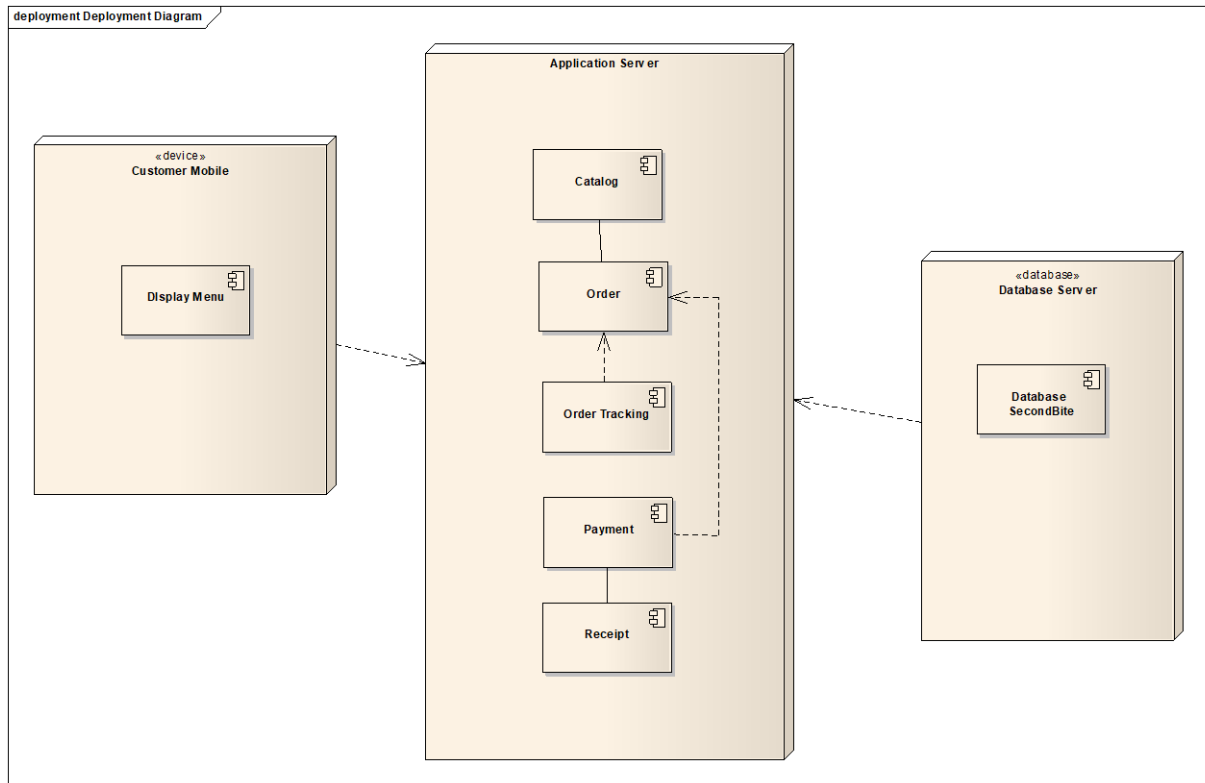 deployment Deployment Diagram
Application Server
«device»
Customer Mobile
Catalog
DIsplay Menu
Order
«database»
Database Server
Order Tracking
Database
SecondBite
Payment
Receipt